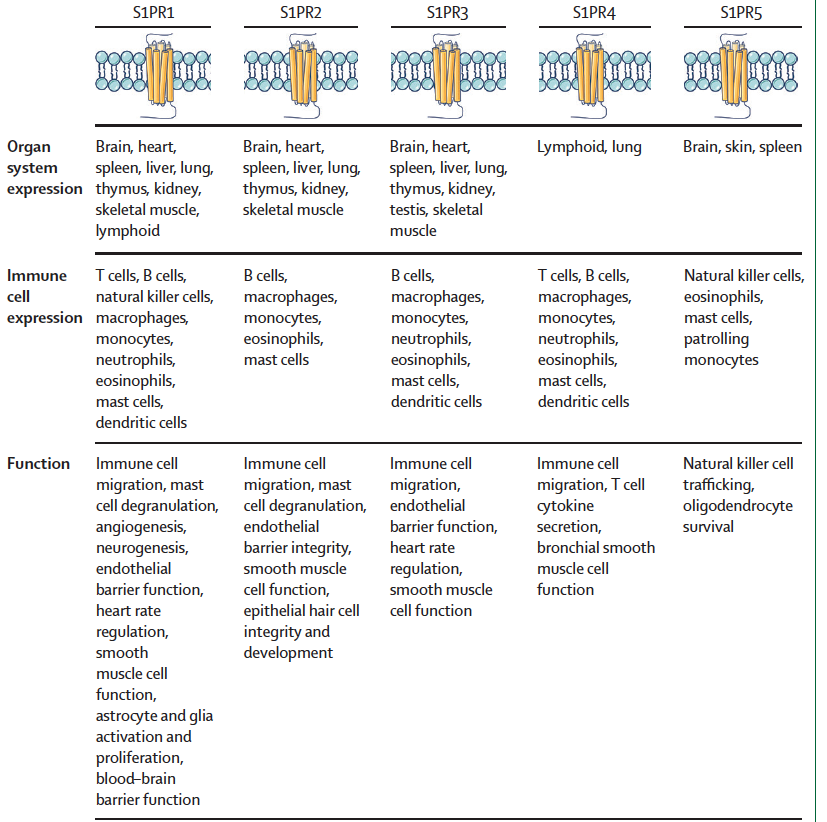 S1PR1
S1PR2
S1PR3
S1PR4
S1PR5
Organ
system
expression
Brain, heart,
spleen, liver, lung,
thymus, kidney,
skeletal muscle,
lymphoid
Brain, heart,
spleen, liver, lung,
thymus, kidney,
skeletal muscle
Brain, heart,
spleen, liver, lung,
thymus, kidney,
testis, skeletal
muscle
Lymphoid, lung
Brain, skin, spleen
Immune
cell
expression
T cells, B cells,
natural killer cells,
macrophages,
monocytes,
neutrophils,
eosinophils,
mast cells,
dendritic cells
B cells,
macrophages,
monocytes,
eosinophils,
mast cells
B cells,
macrophages,
monocytes,
neutrophils,
eosinophils,
mast cells,
dendritic cells
T cells, B cells,
macrophages,
monocytes,
neutrophils,
eosinophils,
mast cells,
dendritic cells
Natural killer cells,
eosinophils,
mast cells,
patrolling
monocytes
Function
Immune cell
migration, mast
cell degranulation,
angiogenesis,
neurogenesis,
endothelial
barrier function,
heart rate
regulation,
smooth
muscle cell
function,
astrocyte and glia
activation and
proliferation,
blood–brain
barrier function
Immune cell
migration, mast
cell degranulation,
endothelial
barrier integrity,
smooth muscle
cell function,
epithelial hair cell
integrity and
development
Immune cell
migration,
endothelial
barrier function,
heart rate
regulation,
smooth muscle
cell function
Immune cell
migration, T cell
cytokine
secretion,
bronchial smooth
muscle cell
function
Natural killer cell
trafficking,
oligodendrocyte
survival